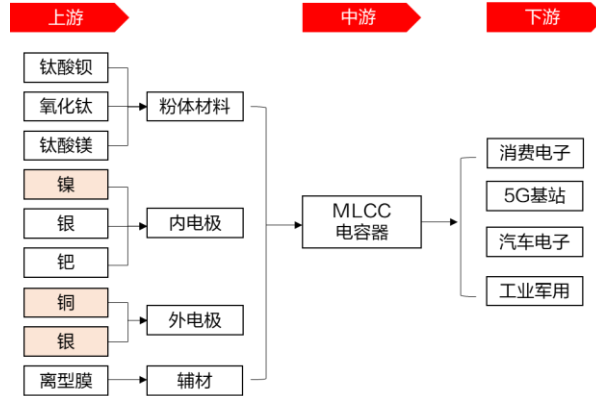 上游
中游
下游
钛酸钡
氧化钛
钛酸镁
粉体材料
镍
银
钯
内电极
铜
银
外电极
离型膜
辅材
MLCC
电容器
消费电子
5G基站
汽车电子
工业军用